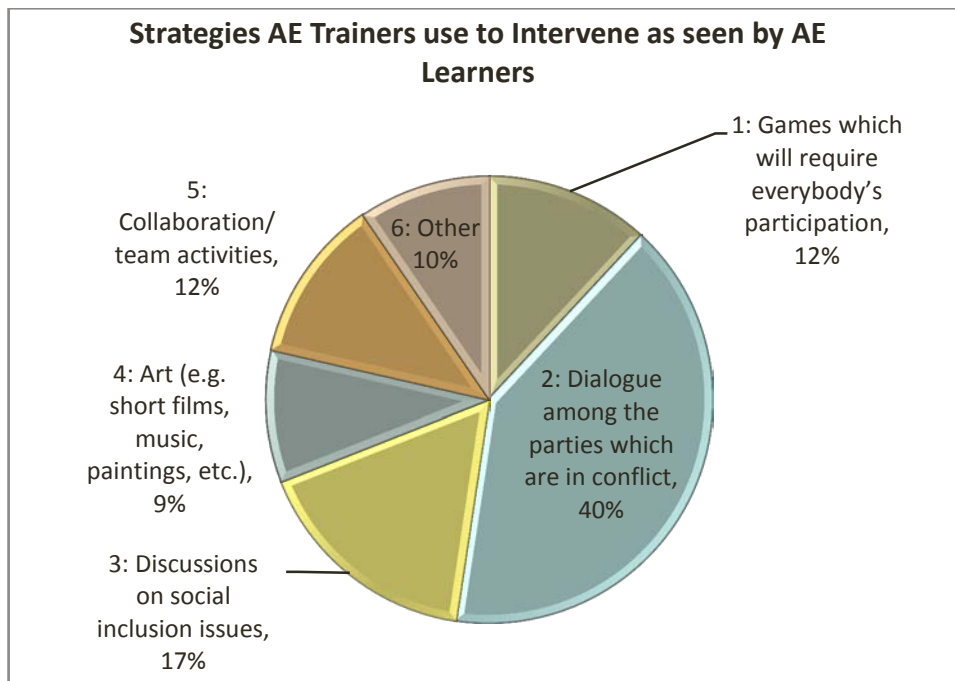 Strategies AE Trainers use to Intervene as seen by AE
Learners
1: Games which
will require
everybody’s
participation,
12%
2: Dialogue
among the
parties which
are in conflict,
40%
3: Discussions
on social
inclusion issues,
17%
4: Art (e.g.
short films,
music,
paintings, etc.),
9%
5:
Collaboration/
team activities,
12%
6: Other
10%